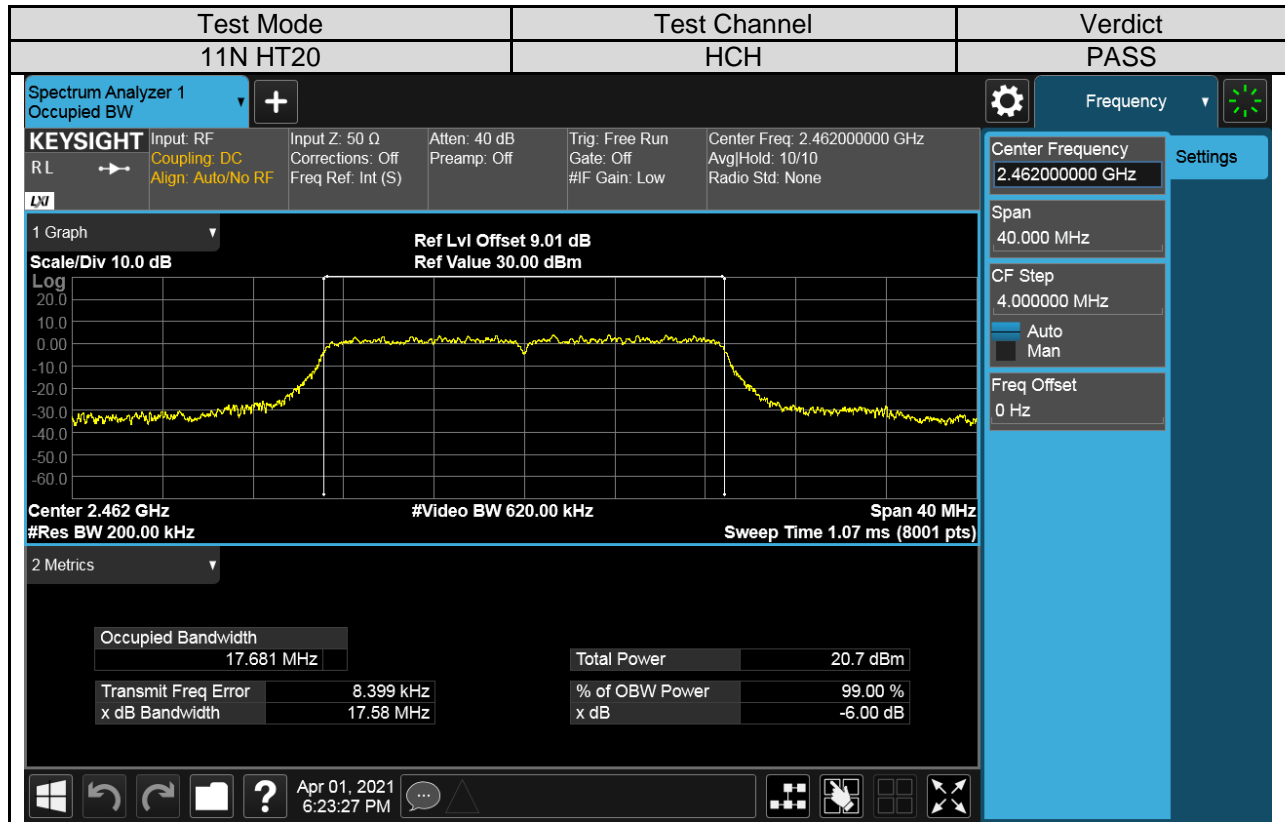 Test Mode Test Channel Verdict
11N HT20 HCH PASS
Spectrum Analyzer 1
Occupied BW
+
Frequency
KEYSIGHT Input: RF Input Z: 50 Ω Atten: 40 dB Trig: Free Run Center Freq: 2.462000000 GHz
RL Coupling: DC Corrections: Off Preamp: Off Gate: Off Avg|Hold: 10/10
Align: Auto/No RF Freq Ref: Int (S) #IF Gain: Low Radio Std: None
LXI
Center Frequency
2.462000000 GHz
Settings
Span
40.000 MHz
CF Step
4.000000 MHz
Auto
Man
Freq Offset
0 Hz
1 Graph
Ref Lvl Offset 9.01 dB
Scale/Div 10.0 dB Ref Value 30.00 dBm
Log
20.0
10.0
0.00
-10.0
-20.0
-30.0
-40.0
-50.0
-60.0
Center 2.462 GHz #Video BW 620.00 kHz Span 40 MHz
#Res BW 200.00 kHz Sweep Time 1.07 ms (8001 pts)
2 Metrics
Occupied Bandwidth
17.681 MHz Total Power 20.7 dBm
Transmit Freq Error 8.399 kHz % of OBW Power 99.00 %
x dB Bandwidth 17.58 MHz x dB -6.00 dB
? Apr 01, 2021
6:23:27 PM